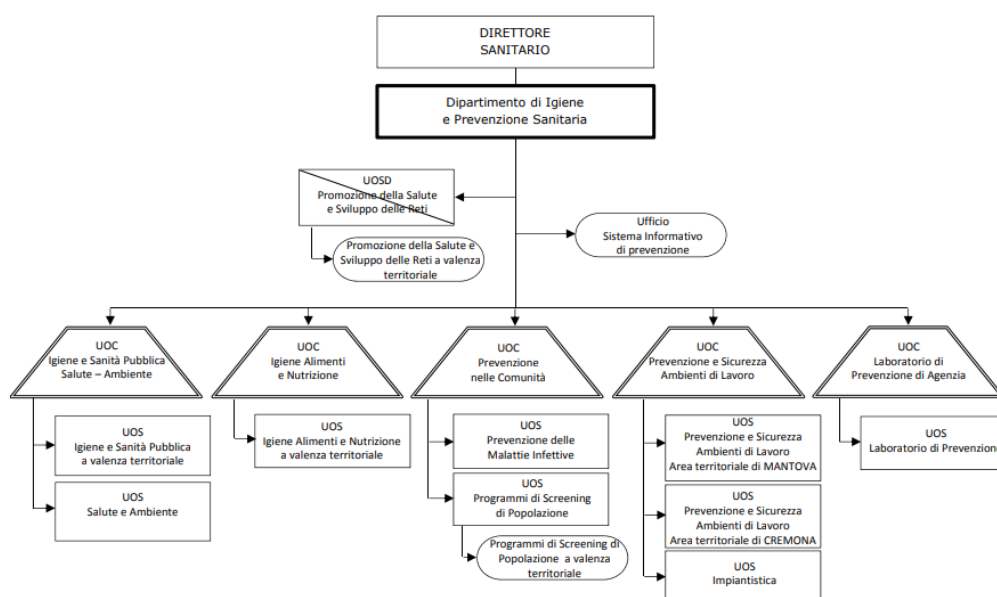 DIRETTORE
SANITARIO
Dipartimento di Igiene
e Prevenzione Sanitaria
UOSD
Promozione della Salute
e Sviluppo delle Reti
Promozione della Salute e
Sviluppo delle Reti a valenza
territoriale
Ufficio
Sistema Informativo
di prevenzione
UOC
Igiene e Sanità Pubblica
Salute – Ambiente
UOS
Igiene e Sanità Pubblica
a valenza territoriale
UOS
Salute e Ambiente
UOC
Igiene Alimenti
e Nutrizione
UOS
Igiene Alimenti e Nutrizione
a valenza territoriale
UOC
Prevenzione
nelle Comunità
UOS
Prevenzione delle
Malattie Infettive
UOS
Programmi di Screening
di Popolazione
Programmi di Screening di
Popolazione a valenza
territoriale
UOC
Prevenzione e Sicurezza
Ambienti di Lavoro
UOS
Prevenzione e Sicurezza
Ambienti di Lavoro
Area territoriale di MANTOVA
UOS
Prevenzione e Sicurezza
Ambienti di Lavoro
Area territoriale di CREMONA
UOS
Impiantistica
UOC
Laboratorio di
Prevenzione di Agenzia
UOS
Laboratorio di Prevenzione